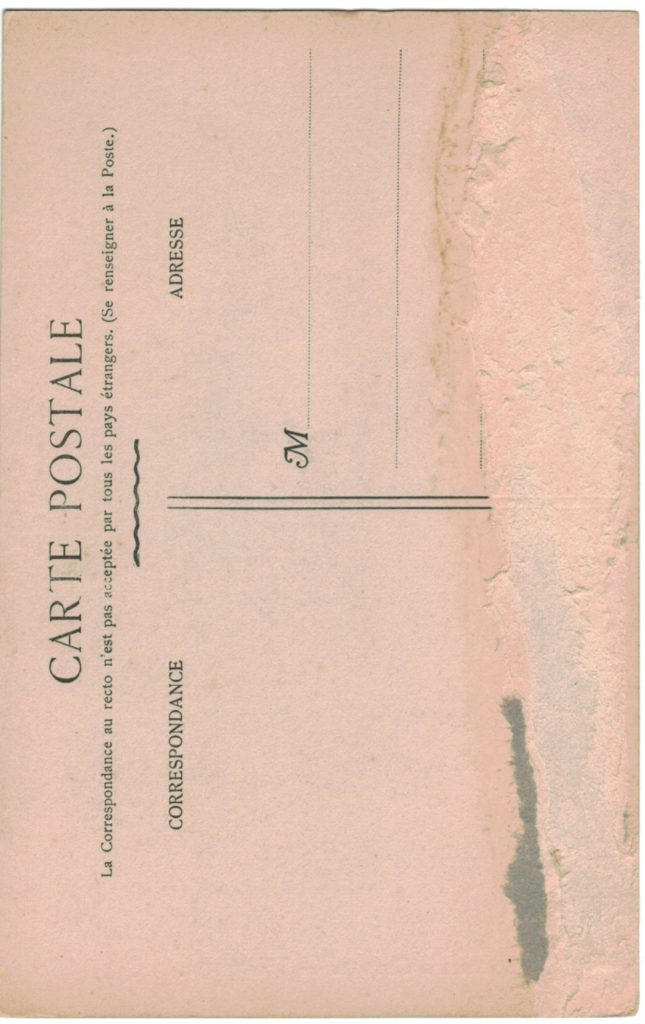 CARTE POSTALE
La Correspondance au recto n'est pas acceptée par tous les pays étrangers. (Se renseigner à la Poste.)
CORRESPONDANCE
ADRESSE
M